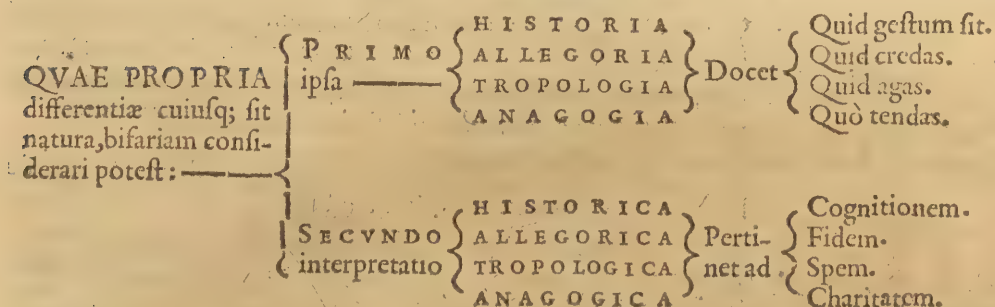 QVAE PROPRIA
differentiæ cuiuſq; ſit
natura, bifariam conſi-
derari poteſt:
PRIMO
ipſa
HISTORIA
ALLEGORIA
TROPOLOGIA
ANAGOGIA
Docet
Quid geſtum ſit.
Quid credas.
Quid agas.
Quò tendas.
SECVNDO
interpretatio
HISTORICA
ALLEGORICA
TROPOLOGICA
ANAGOGICA
Perti-
net ad
Cognitionem.
Fidem.
Spem.
Charitatem.